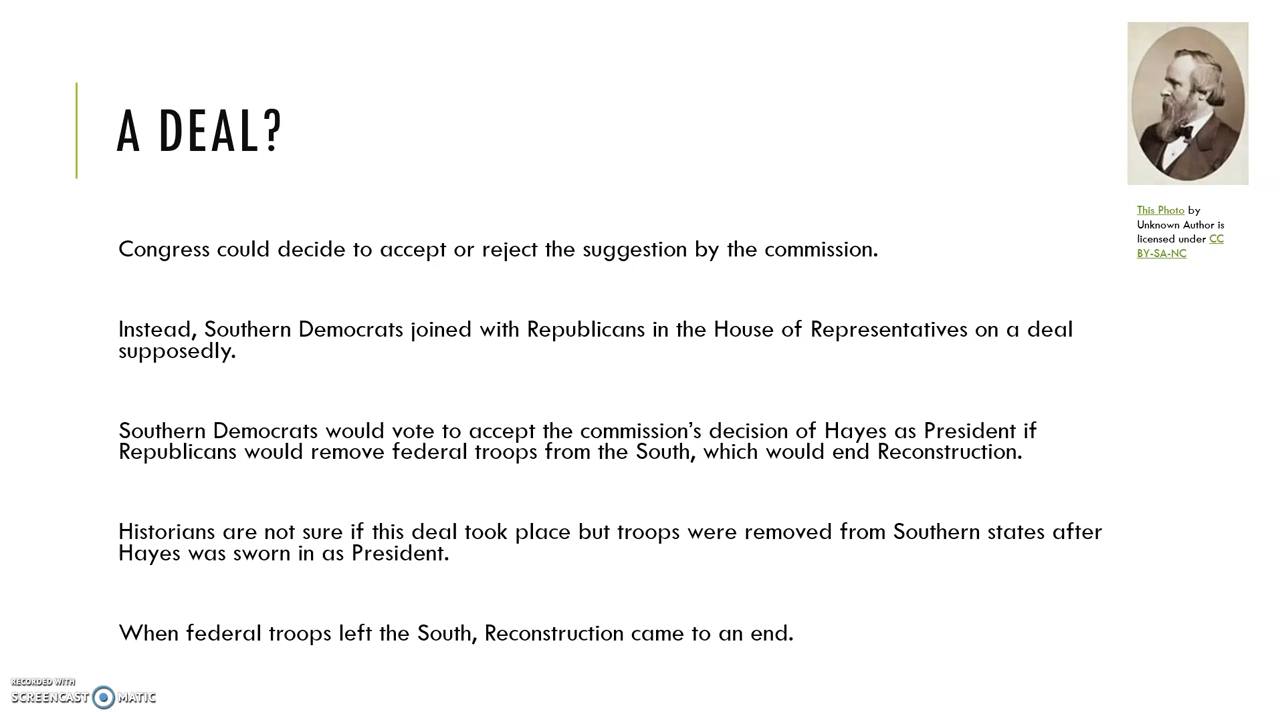 A DEAL?
This Photo by
Unknown Author is
licensed under CC
BY-SA-NC
Congress could decide to accept or reject the suggestion by the commission.
Instead, Southern Democrats joined with Republicans in the House of Representatives on a deal
supposedly.
Southern Democrats would vote to accept the commission’s decision of Hayes as President if
Republicans would remove federal troops from the South, which would end Reconstruction.
Historians are not sure if this deal took place but troops were removed from Southern states after
Hayes was sworn in as President.
When federal troops left the South, Reconstruction came to an end.
RECORDED WITH
SCREENCAST MATIC